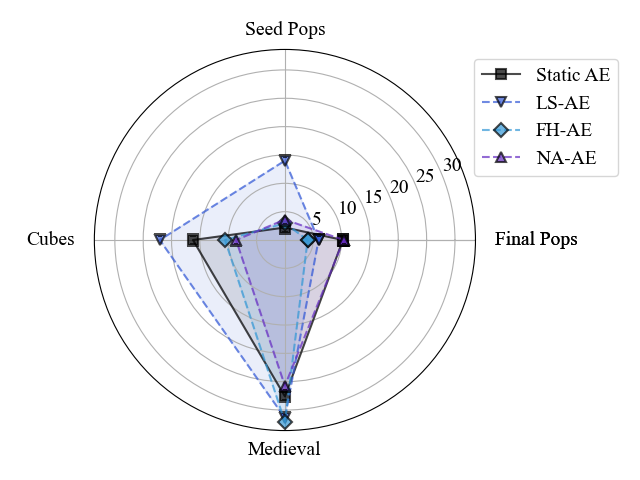 Seed Pops
Static AE
LS-AE
FH-AE
NA-AE
5
10
15
20
25
30
Cubes
Final Pops
Medieval